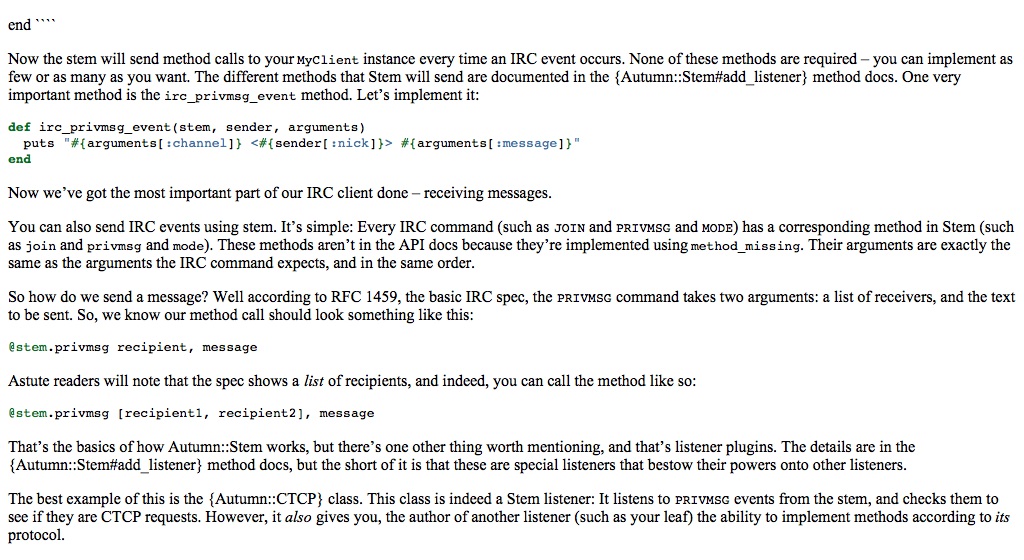 end ````
Now the stem will send method calls to your MyClient instance every time an IRC event occurs. None of these methods are required – you can implement as
few or as many as you want. The different methods that Stem will send are documented in the {Autumn::Stem#add_listener} method docs. One very
important method is the irc_privmsg_event method. Let’s implement it:
def irc_privmsg_event(stem, sender, arguments)
  puts "#{arguments[:channel]} <#{sender[:nick]}> #{arguments[:message]}"
end
Now we’ve got the most important part of our IRC client done – receiving messages.
You can also send IRC events using stem. It’s simple: Every IRC command (such as JOIN and PRIVMSG and MODE) has a corresponding method in Stem (such
as join and privmsg and mode). These methods aren’t in the API docs because they’re implemented using method_missing. Their arguments are exactly the
same as the arguments the IRC command expects, and in the same order.
So how do we send a message? Well according to RFC 1459, the basic IRC spec, the PRIVMSG command takes two arguments: a list of receivers, and the text
to be sent. So, we know our method call should look something like this:
@stem.privmsg recipient, message
Astute readers will note that the spec shows a list of recipients, and indeed, you can call the method like so:
@stem.privmsg [recipient1, recipient2], message
That’s the basics of how Autumn::Stem works, but there’s one other thing worth mentioning, and that’s listener plugins. The details are in the
{Autumn::Stem#add_listener} method docs, but the short of it is that these are special listeners that bestow their powers onto other listeners.
The best example of this is the {Autumn::CTCP} class. This class is indeed a Stem listener: It listens to PRIVMSG events from the stem, and checks them to
see if they are CTCP requests. However, it also gives you, the author of another listener (such as your leaf) the ability to implement methods according to its
protocol.